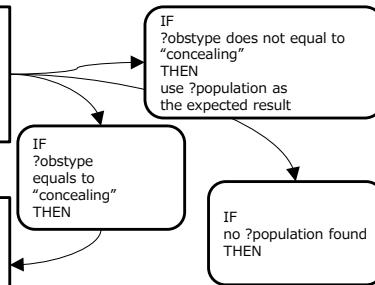 IF
?obstype does not equal to
“concealing”
THEN
use ?population as
the expected result
IF
?obstype
equals to
“concealing”
THEN
IF
no ?population found
THEN